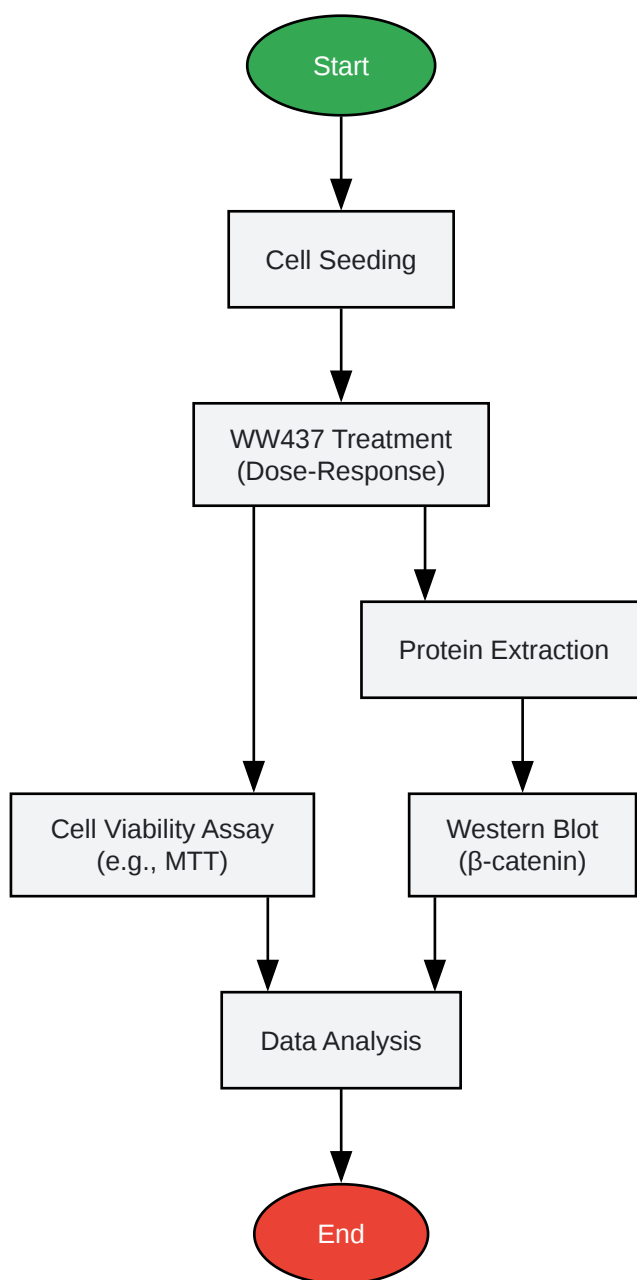 Start
Cell Seeding
WW437 Treatment
(Dose-Response)
Protein Extraction
Cell Viability Assay
(e.g., MTT)
Western Blot
(β-catenin)
Data Analysis
End